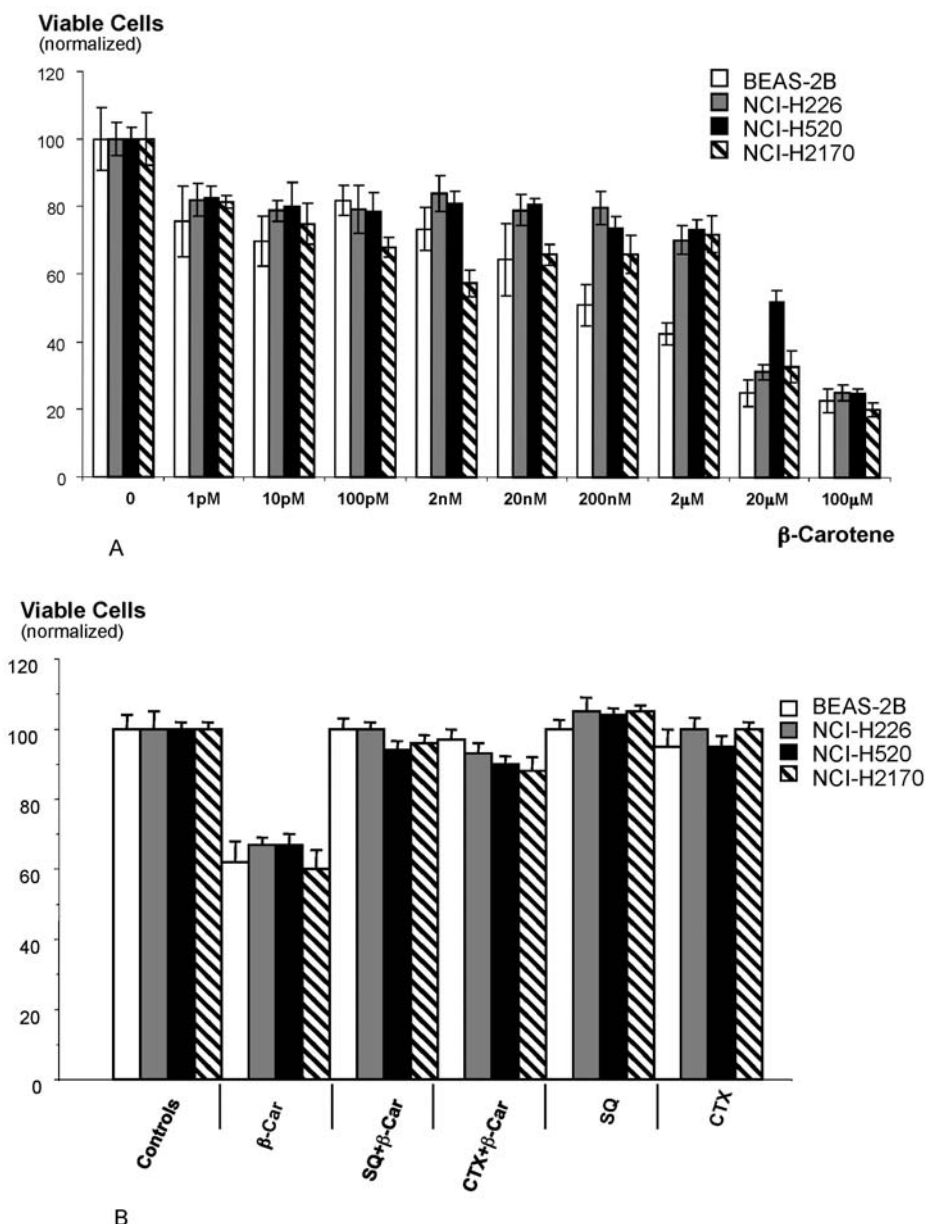 Viable Cells
(normalized)
120
100
80
60
40
20
0
BEAS-2B
NCI-H226
NCI-H520
NCI-H2170
0 1pM 10pM 100pM 2nM 20nM 200nM 2μM 20μM 100μM
β-Carotene
A
Viable Cells
(normalized)
120
100
80
60
40
20
0
BEAS-2B
NCI-H226
NCI-H520
NCI-H2170
Controls β-Car SQ+β-Car CTX+β-Car SQ CTX
B